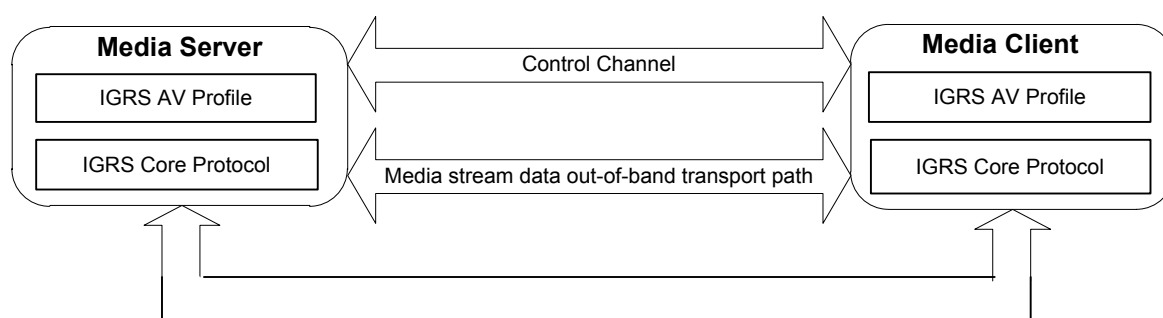 Media Server
IGRS AV Profile
IGRS Core Protocol
Control Channel
Media stream data out-of-band transport path
Media Client
IGRS AV Profile
IGRS Core Protocol